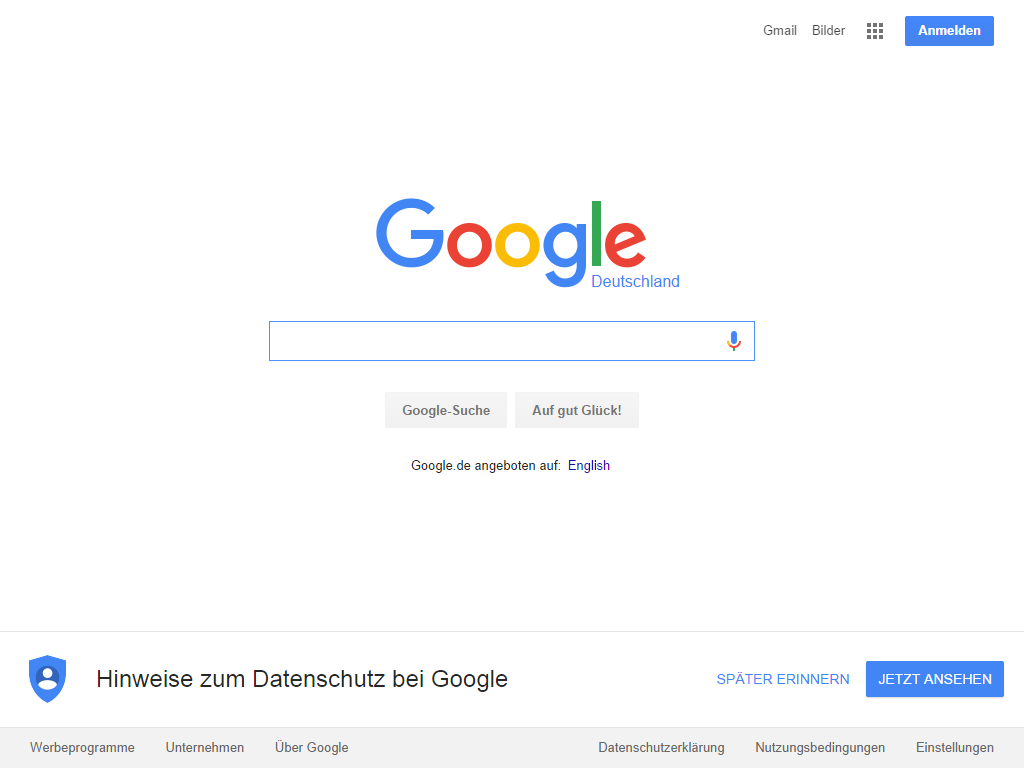 Gmail Bilder Anmelden
Google
Deutschland
Google-Suche Auf gut Glück!
Google.de angeboten auf: English
Hinweise zum Datenschutz bei Google SPÄTER ERINNERN JETZT ANSEHEN
Werbeprogramme Unternehmen Über Google Datenschutzerklärung Nutzungsbedingungen Einstellungen